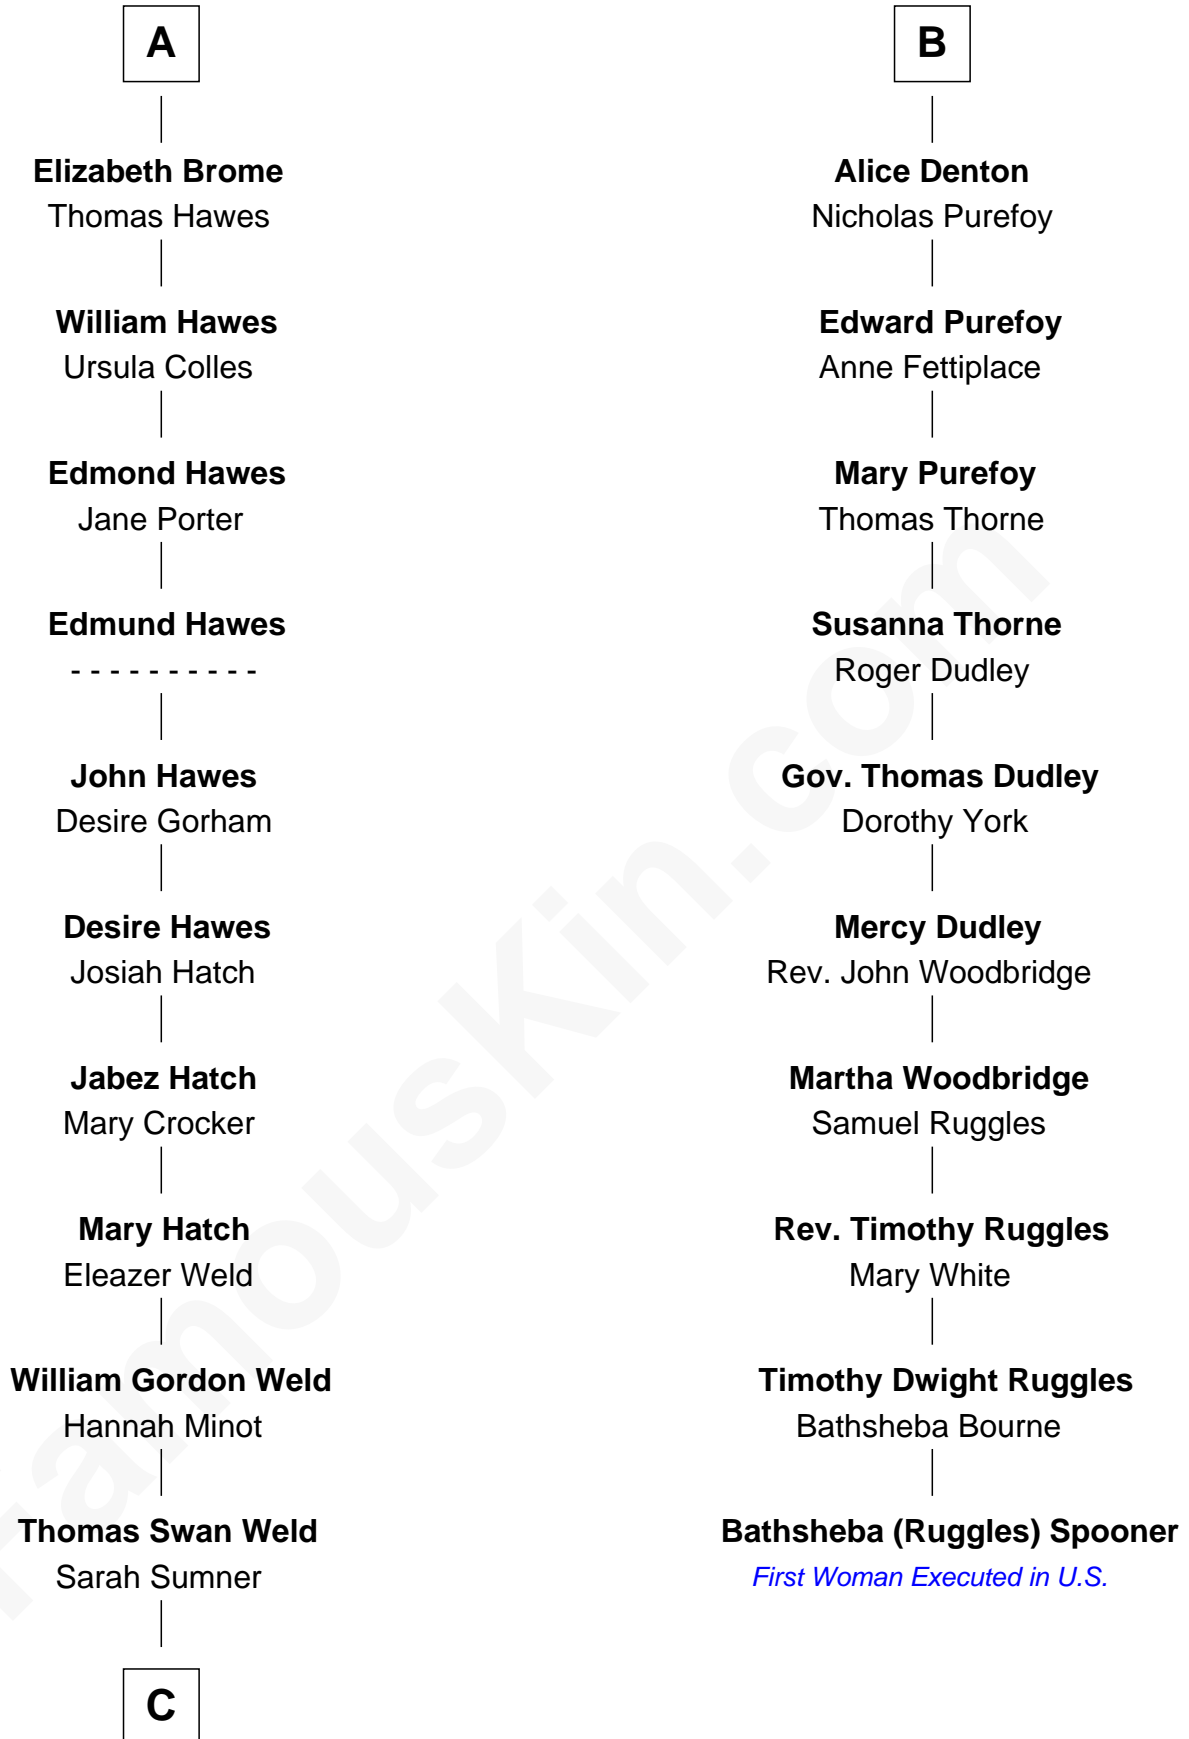 A
Elizabeth Brome
Thomas Hawes
William Hawes
Ursula Colles
Edmond Hawes
Jane Porter
Edmund Hawes
- - - - - - - - - -
John Hawes
Desire Gorham
Desire Hawes
Josiah Hatch
Jabez Hatch
Mary Crocker
Mary Hatch
Eleazer Weld
William Gordon Weld
Hannah Minot
Thomas Swan Weld
Sarah Sumner
C
B
Alice Denton
Nicholas Purefoy
Edward Purefoy
Anne Fettiplace
Mary Purefoy
Thomas Thorne
Susanna Thorne
Roger Dudley
Gov. Thomas Dudley
Dorothy York
Mercy Dudley
Rev. John Woodbridge
Martha Woodbridge
Samuel Ruggles
Rev. Timothy Ruggles
Mary White
Timothy Dwight Ruggles
Bathsheba Bourne
Bathsheba (Ruggles) Spooner
First Woman Executed in U.S.
FamousKin.com